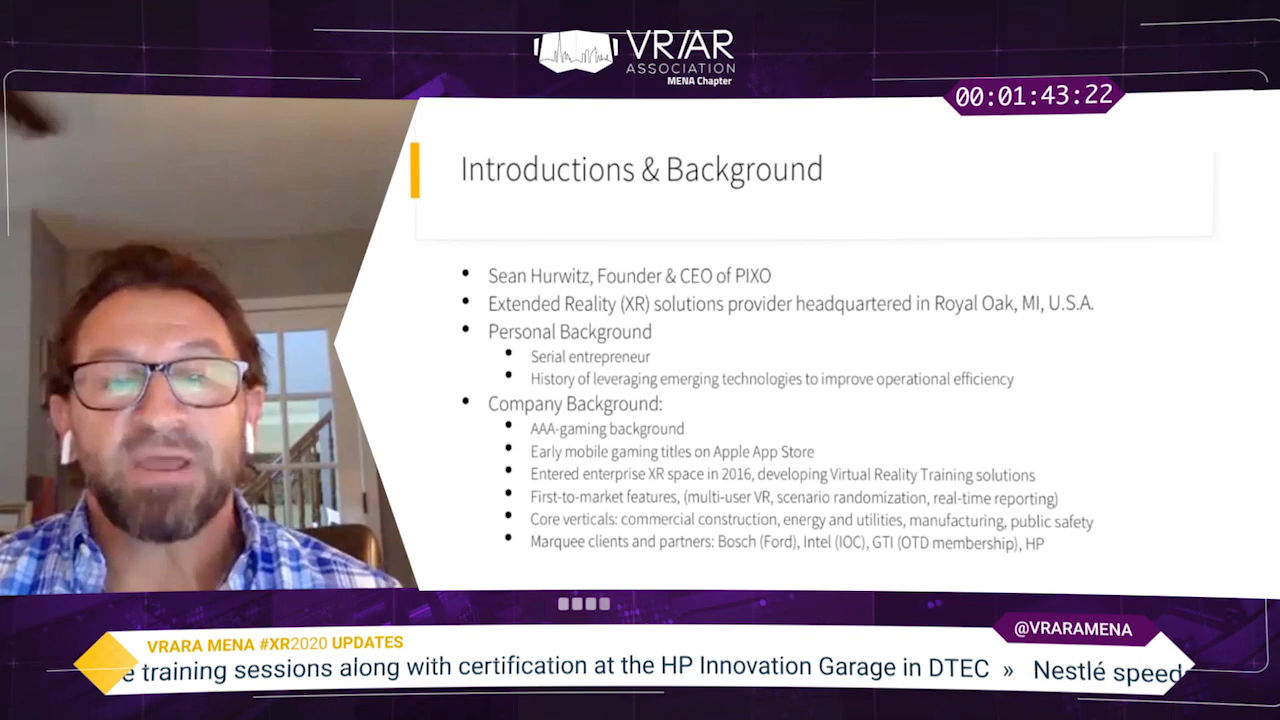 VR/AR
ASSOCIATION
MENA Chapter
00:01:43:22
Introductions & Background
• Sean Hurwitz, Founder & CEO of PIXO
• Extended Reality (XR) solutions provider headquartered in Royal Oak, MI, U.S.A.
• Personal Background
• Serial entrepreneur
• History of leveraging emerging technologies to improve operational efficiency
• Company Background:
• AAA-gaming background
• Early mobile gaming titles on Apple App Store
• Entered enterprise XR space in 2016, developing Virtual Reality Training solutions
• First-to-market features, (multi-user VR, scenario randomization, real-time reporting)
• Core verticals: commercial construction, energy and utilities, manufacturing, public safety
• Marquee clients and partners: Bosch (Ford), Intel (IOC), GTI (OTD membership), HP
@VRARAMENA
VRARA MENA #XR2020 UPDATES
e training sessions along with certification at the HP Innovation Garage in DTEC » Nestlé speed